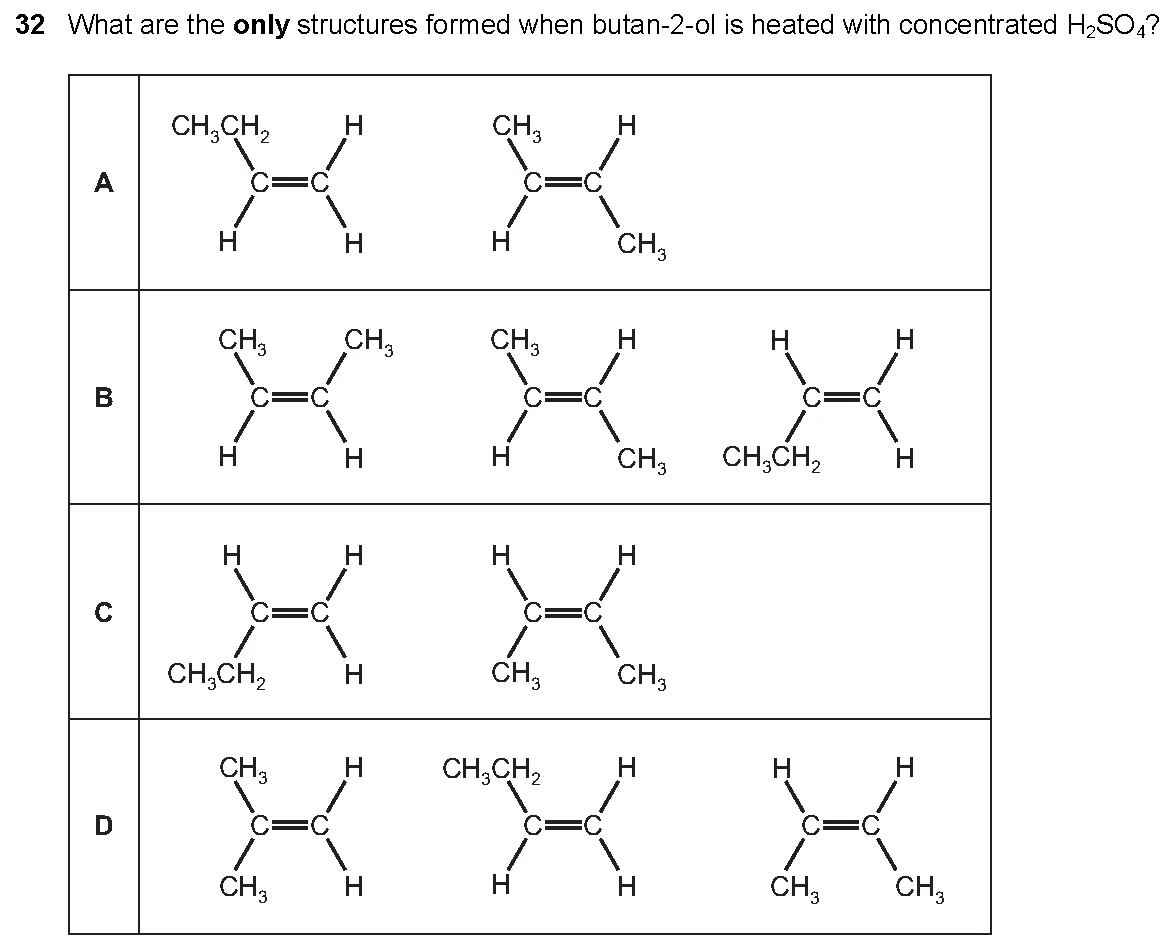 32 What are the only structures formed when butan-2-ol is heated with concentrated H₂SO₄?
CH₃CH₂ H CH₃ H
A C C C C
H H H CH₃
CH₃ CH₃ CH₃ H H H
B C C C C C C
H H H CH₃ CH₃CH₂ H
H H H H
C C C C C
CH₃CH₂ H CH₃ CH₃
CH₃ H CH₃CH₂ H H H
D C C C C C C
CH₃ H H H CH₃ CH₃